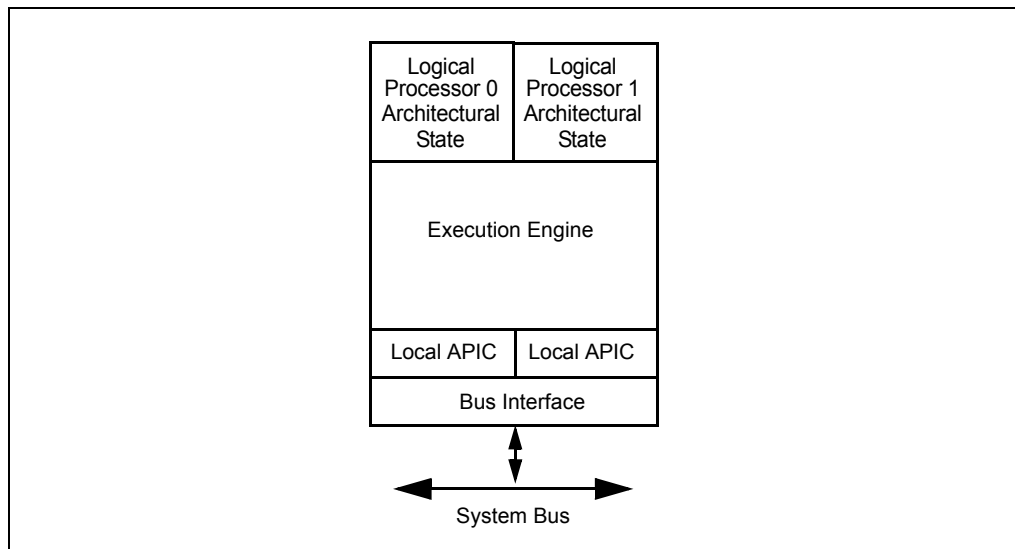 Logical
Processor 0
Architectural
State
Logical
Processor 1
Architectural
State
Execution Engine
Local APIC
Local APIC
Bus Interface
System Bus